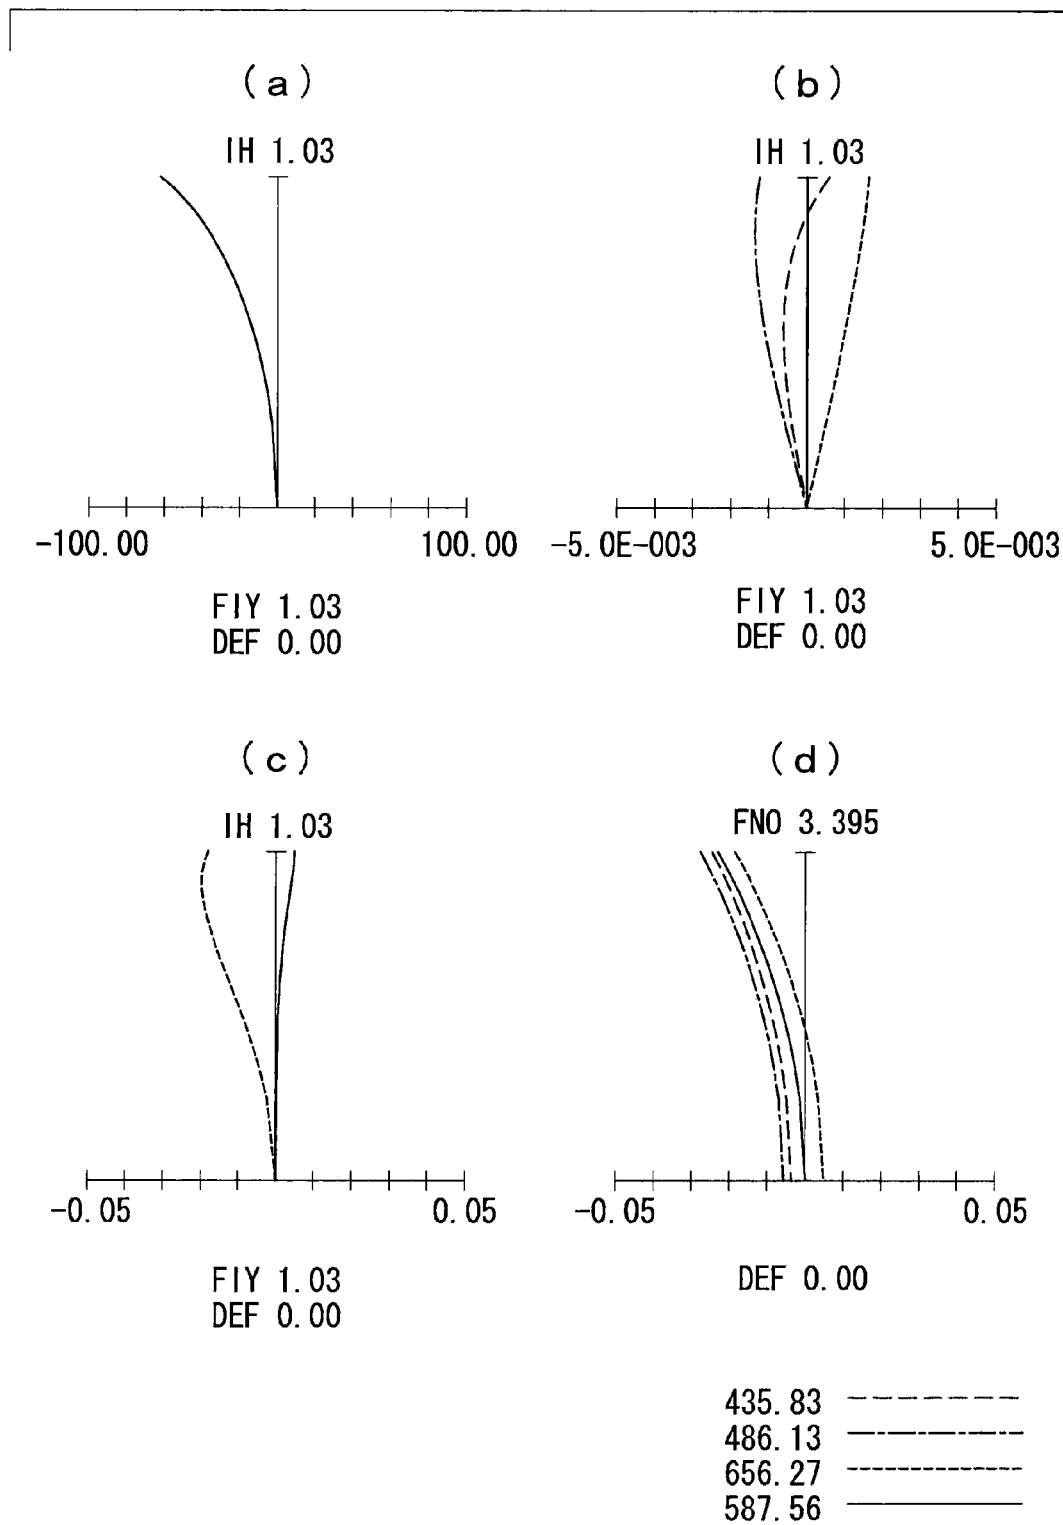 (a)
IH 1.03
-100.00 100.00
FIY 1.03
DEF 0.00
(b)
IH 1.03
-5.0E-003 5.0E-003
FIY 1.03
DEF 0.00
(c)
IH 1.03
-0.05 0.05
FIY 1.03
DEF 0.00
(d)
FNO 3.395
-0.05 0.05
DEF 0.00
435.83
486.13
656.27
587.56